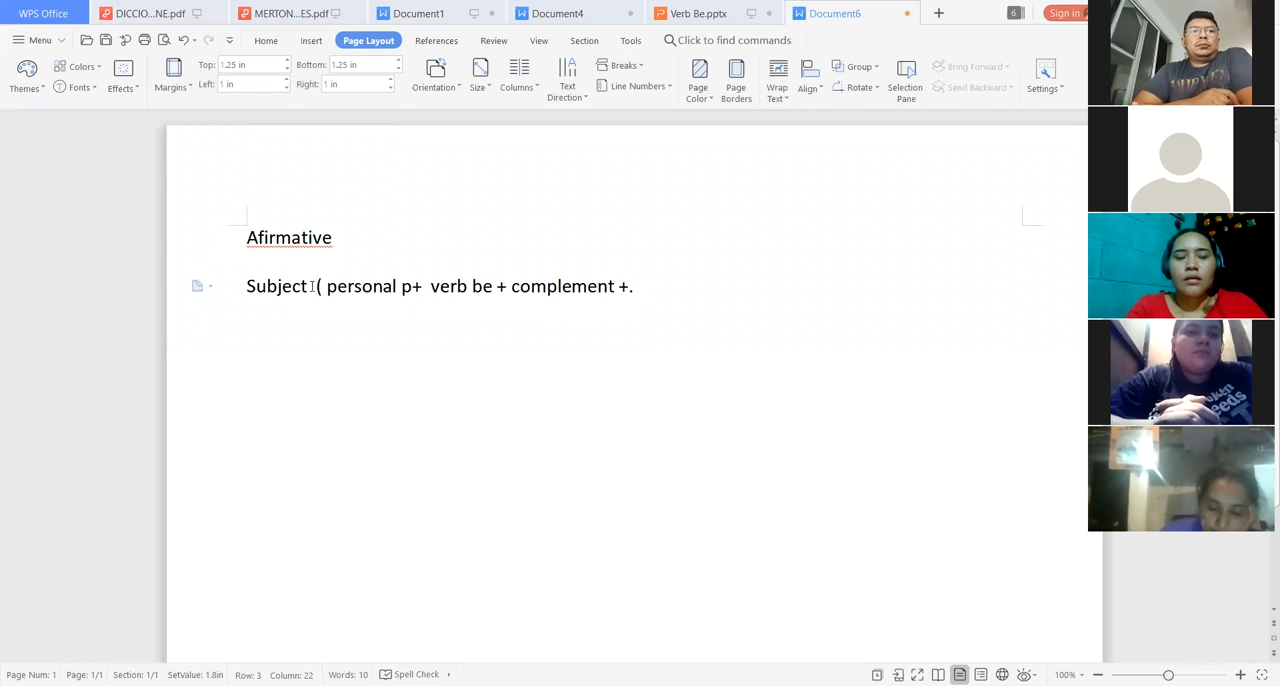 WPS Office DICCIO...NE.pdf MERTON...ES.pdf Document1 Document4 Verb Be.pptx Document6 6 Sign in
Menu Home Insert Page Layout References Review View Section Tools Click to find commands
Themes Colors Fonts Effects Margins Top: 1.25 in Bottom: 1.25 in Left: 1 in Right: 1 in Orientation Size Columns Text Direction Breaks Line Numbers Page Color Page Borders Wrap Text Align Group Rotate Selection Pane Bring Forward Send Backward Settings
Afirmative
Subject ( personal p+ verb be + complement +.
Page Num: 1 Page: 1/1 Section: 1/1 SetValue: 1.8in Row: 3 Column: 22 Words: 10 Spell Check 100%